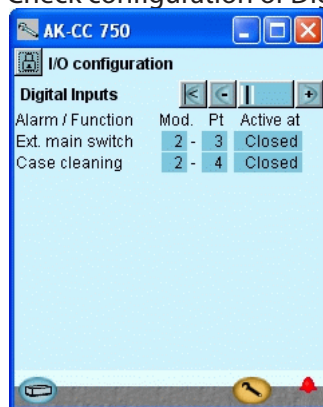 Check configuration of Di
AK-CC 750
I/O configuration
Digital Inputs
Alarm / Function Mod. Pt Active at
Ext. main switch 2 - 3 Closed
Case cleaning 2 - 4 Closed